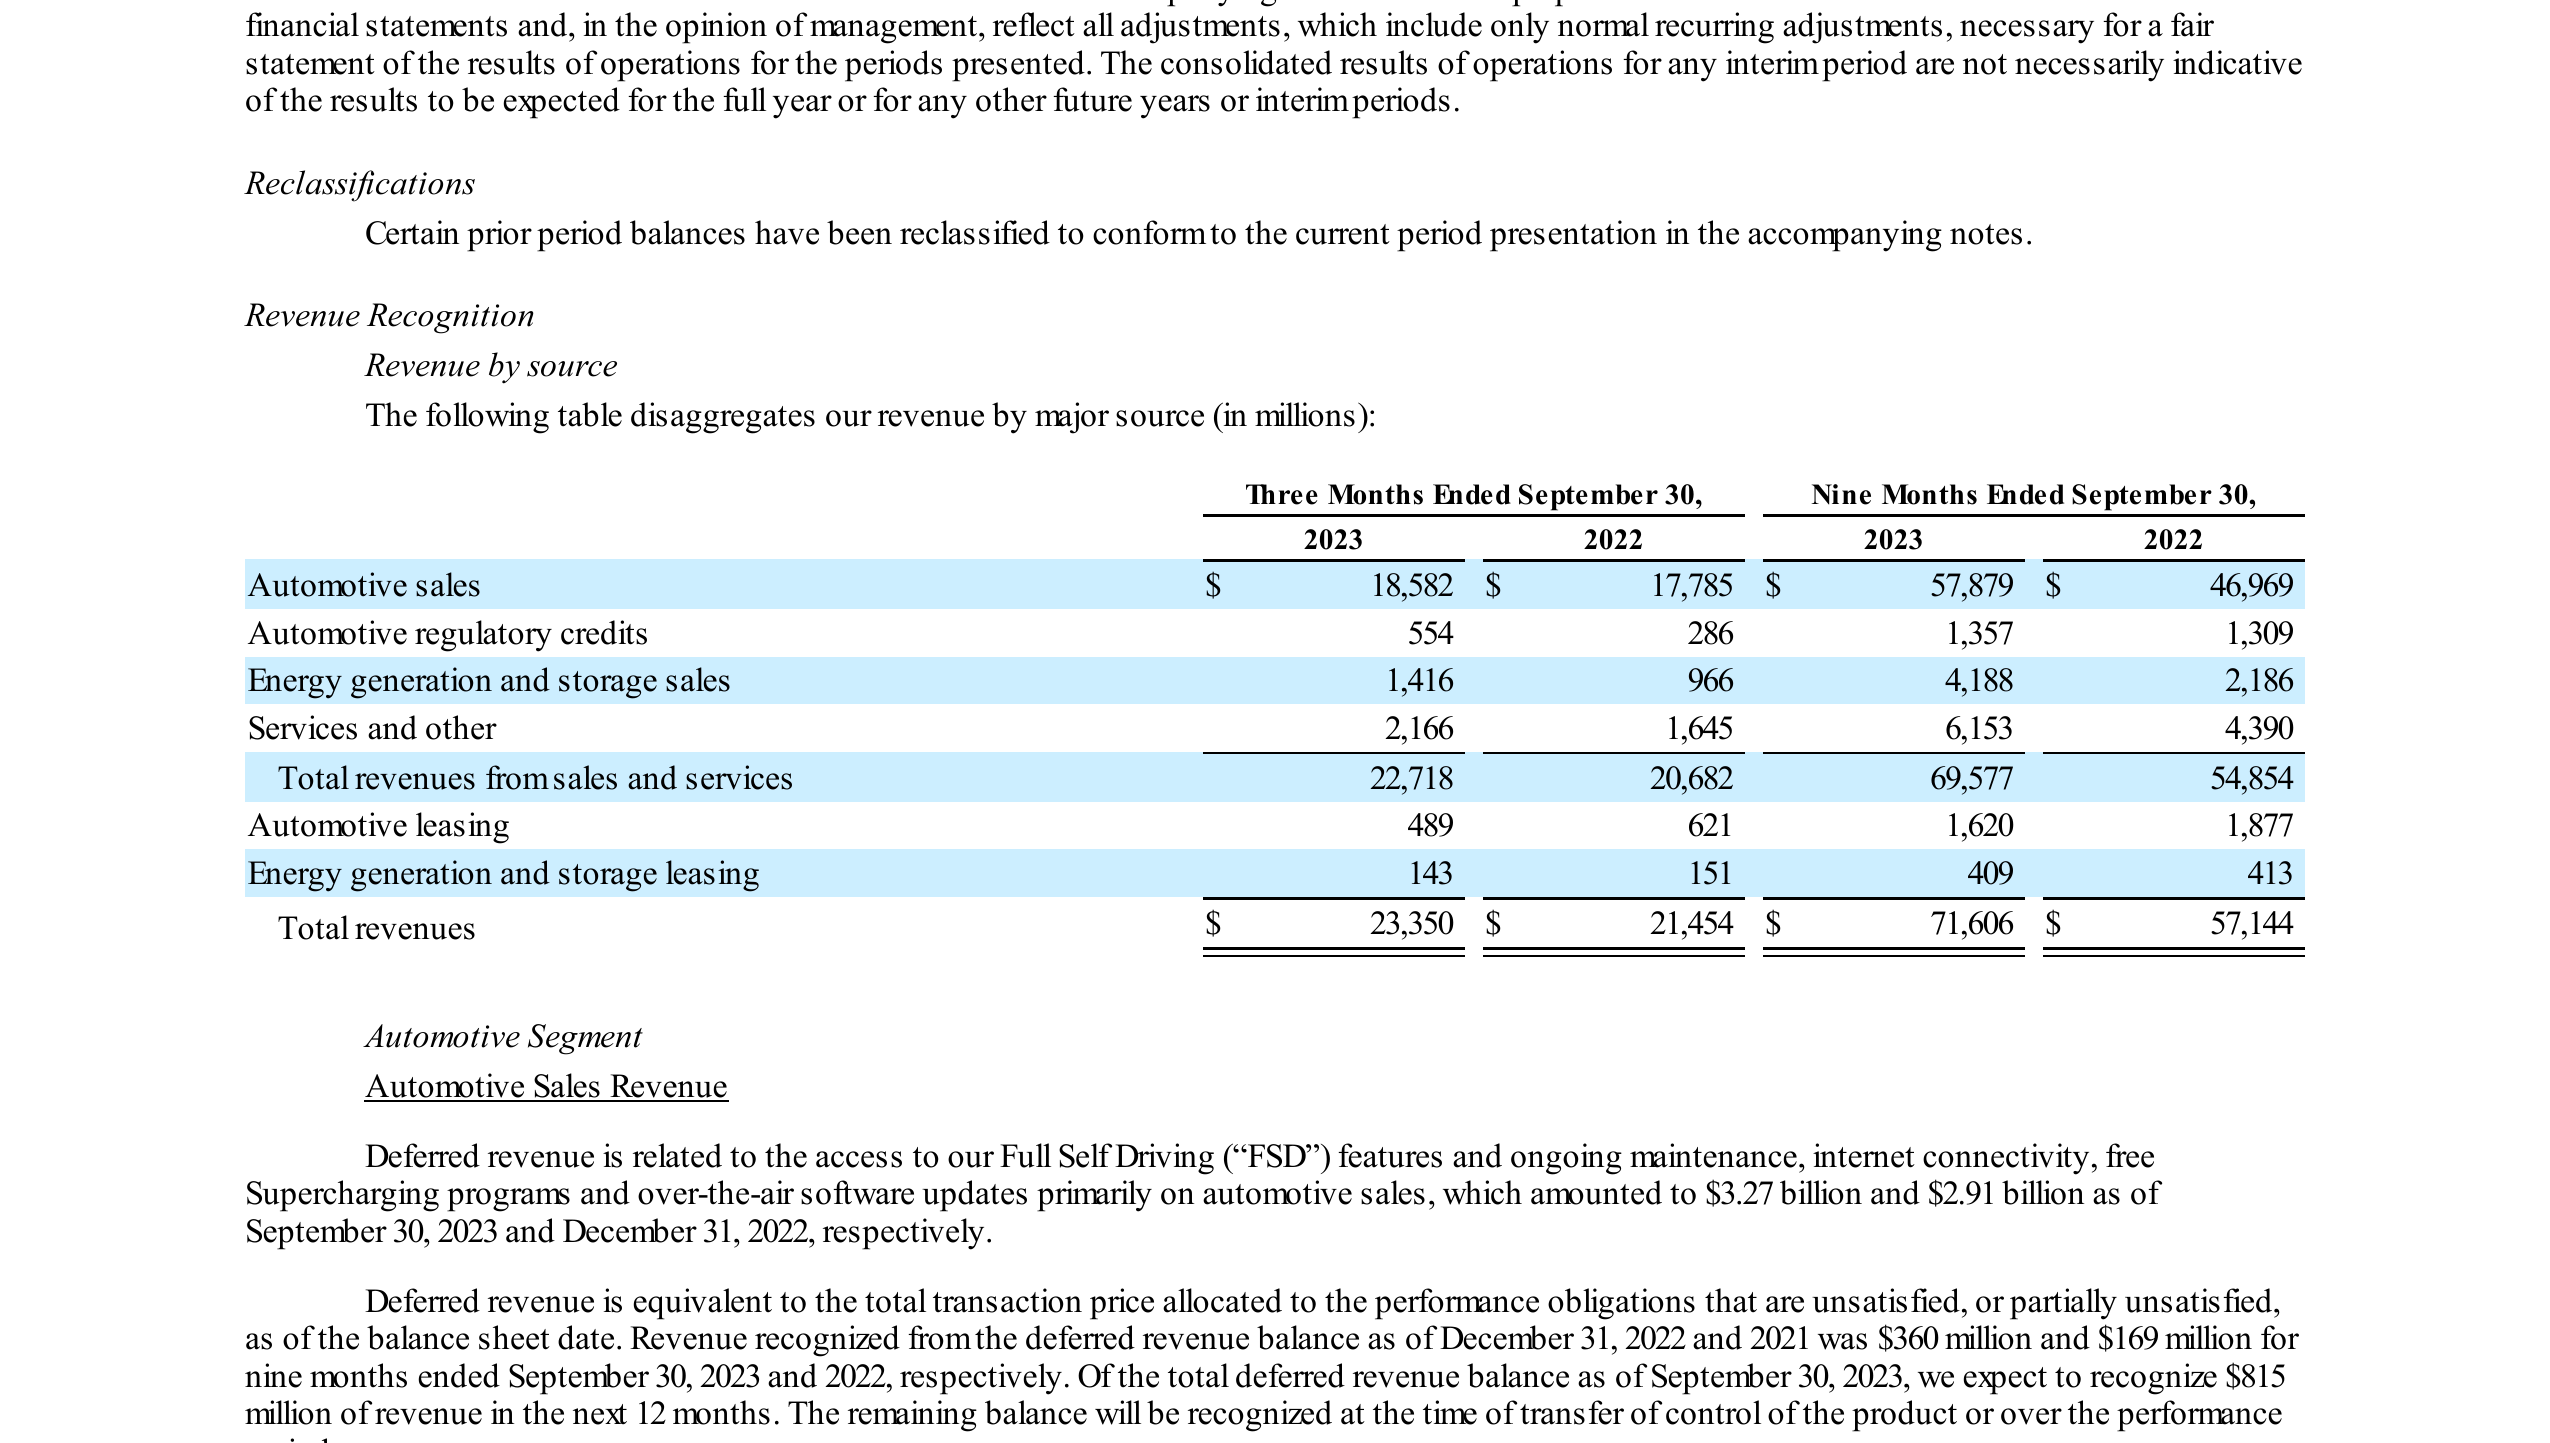 financial statements and, in the opinion of management, reflect all adjustments, which include only normal recurring adjustments, necessary for a fair
statement of the results of operations for the periods presented. The consolidated results of operations for any interim period are not necessarily indicative
of the results to be expected for the full year or for any other future years or interim periods.
Reclassifications
Certain prior period balances have been reclassified to conform to the current period presentation in the accompanying notes.
Revenue Recognition
Revenue by source
The following table disaggregates our revenue by major source (in millions):
Three Months Ended September 30, Nine Months Ended September 30,
2023 2022 2023 2022
Automotive sales $ 18,582 $ 17,785 $ 57,879 $ 46,969
Automotive regulatory credits 554 286 1,357 1,309
Energy generation and storage sales 1,416 966 4,188 2,186
Services and other 2,166 1,645 6,153 4,390
Total revenues from sales and services 22,718 20,682 69,577 54,854
Automotive leasing 489 621 1,620 1,877
Energy generation and storage leasing 143 151 409 413
Total revenues $ 23,350 $ 21,454 $ 71,606 $ 57,144
Automotive Segment
Automotive Sales Revenue
Deferred revenue is related to the access to our Full Self Driving (“FSD”) features and ongoing maintenance, internet connectivity, free
Supercharging programs and over-the-air software updates primarily on automotive sales, which amounted to $3.27 billion and $2.91 billion as of
September 30, 2023 and December 31, 2022, respectively.
Deferred revenue is equivalent to the total transaction price allocated to the performance obligations that are unsatisfied, or partially unsatisfied,
as of the balance sheet date. Revenue recognized from the deferred revenue balance as of December 31, 2022 and 2021 was $360 million and $169 million for
nine months ended September 30, 2023 and 2022, respectively. Of the total deferred revenue balance as of September 30, 2023, we expect to recognize $815
million of revenue in the next 12 months. The remaining balance will be recognized at the time of transfer of control of the product or over the performance